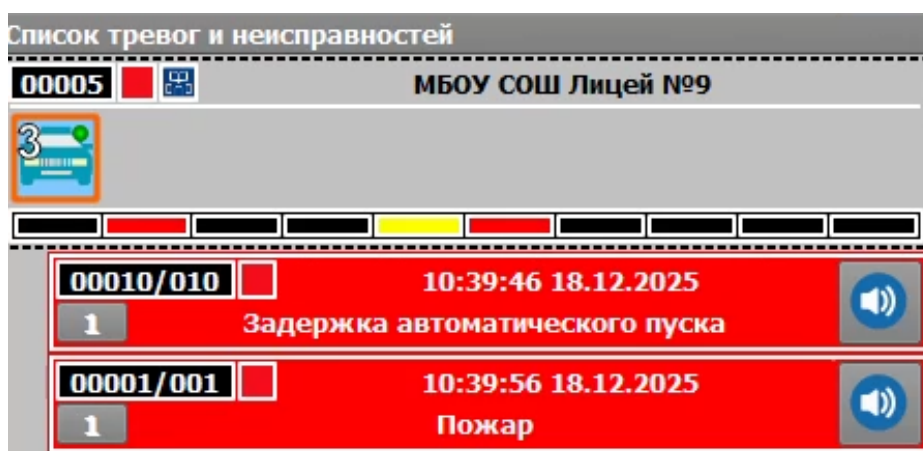 Список тревог и неисправностей
00005 МБОУ СОШ Лицей №9
3
00010/010 10:39:46 18.12.2025
1 Задержка автоматического пуска
00001/001 10:39:56 18.12.2025
1 Пожар